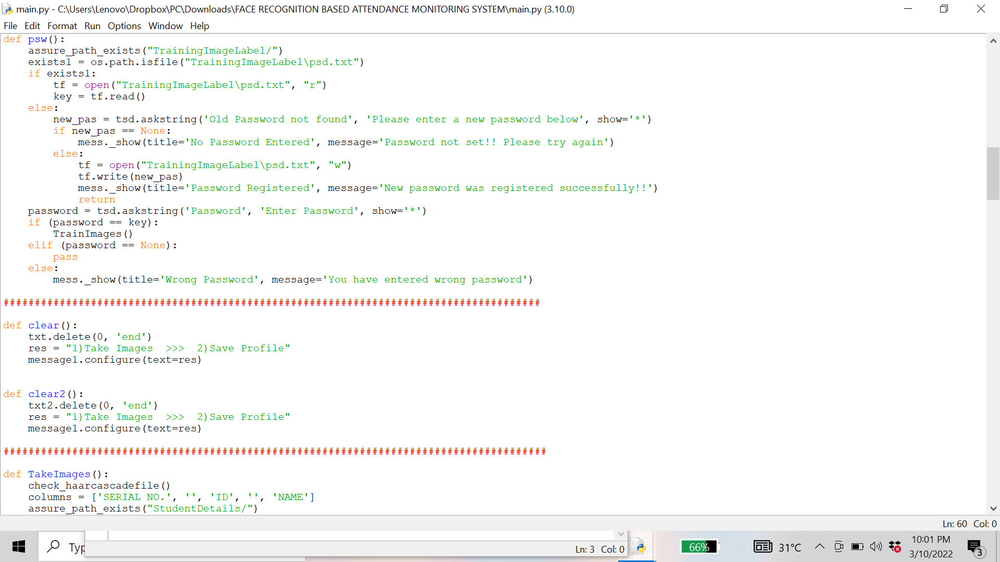 main.py - C:\Users\Lenovo\Dropbox\PC\Downloads\FACE RECOGNITION BASED ATTENDANCE MONITORING SYSTEM\main.py (3.10.0)
File Edit Format Run Options Window Help
def psw():
    assure_path_exists("TrainingImageLabel/")
    exists1 = os.path.isfile("TrainingImageLabel\psd.txt")
    if exists1:
        tf = open("TrainingImageLabel\psd.txt", "r")
        key = tf.read()
    else:
        new_pas = tsd.askstring('Old Password not found', 'Please enter a new password below', show='*')
        if new_pas == None:
            mess._show(title='No Password Entered', message='Password not set!! Please try again')
        else:
            tf = open("TrainingImageLabel\psd.txt", "w")
            tf.write(new_pas)
            mess._show(title='Password Registered', message='New password was registered successfully!!')
            return
    password = tsd.askstring('Password', 'Enter Password', show='*')
    if (password == key):
        TrainImages()
    elif (password == None):
        pass
    else:
        mess._show(title='Wrong Password', message='You have entered wrong password')
######################################################################################
def clear():
    txt.delete(0, 'end')
    res = "1)Take Images  >>>  2)Save Profile"
    message1.configure(text=res)
def clear2():
    txt2.delete(0, 'end')
    res = "1)Take Images  >>>  2)Save Profile"
    message1.configure(text=res)
#######################################################################################
def TakeImages():
    check_haarcascadefile()
    columns = ['SERIAL NO.', '', 'ID', '', 'NAME']
    assure_path_exists("StudentDetails/")
Ln: 60 Col: 0
Typ
Ln: 3 Col: 0
66%
31°C
10:01 PM
3/10/2022
3